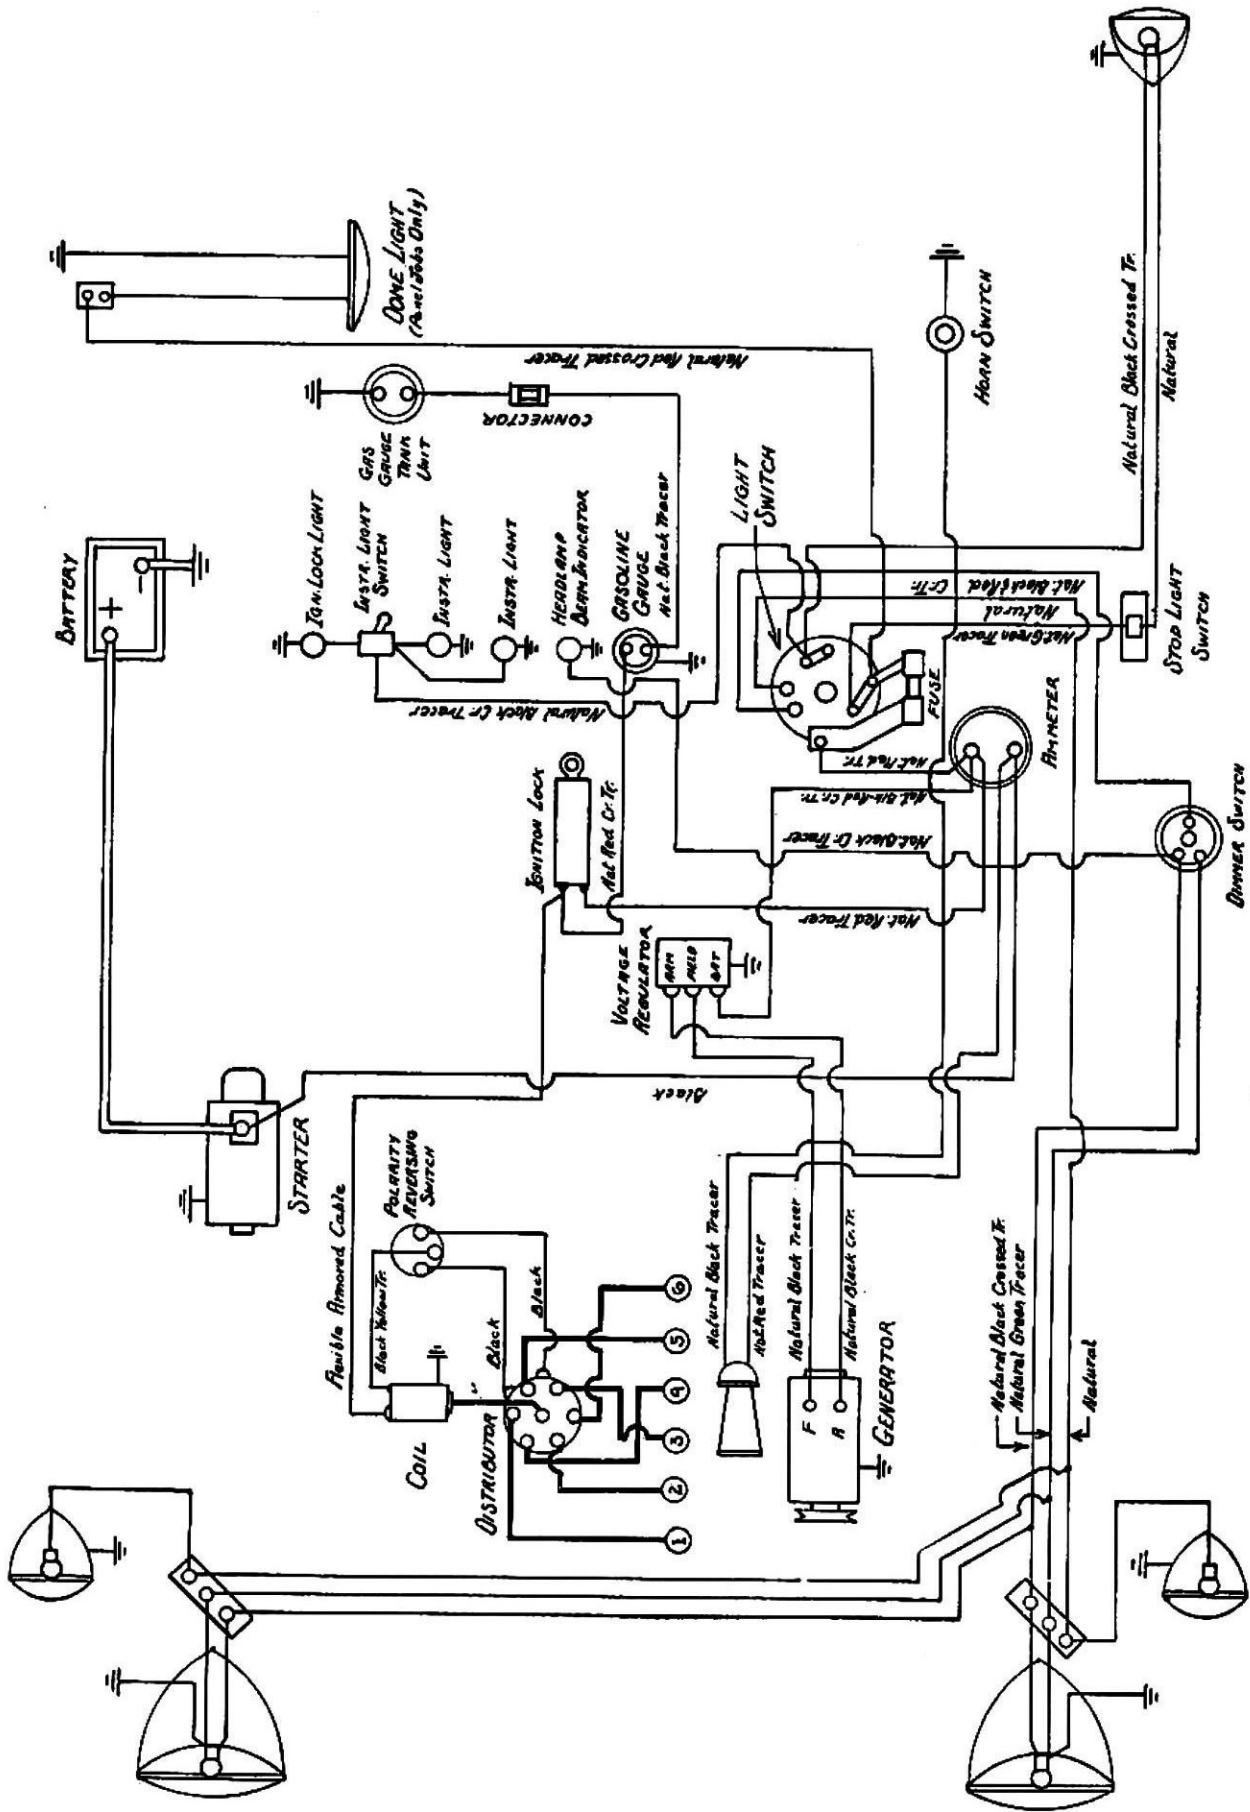 BATTERY
+
-
DOME LIGHT
(Panel Jobs Only)
Natural Red Crossed Tracer
GAS
GAUGE
TANK
UNIT
CONNECTOR
IGN. LOCK LIGHT
INSTR. LIGHT
SWITCH
INSTR. LIGHT
INSTR. LIGHT
HEADLAMP
BEAM INDICATOR
GASOLINE
GAUGE
Nat. Black Tracer
Natural Black Cr. Tracer
LIGHT
SWITCH
FUSE
HORN SWITCH
Natural Black Crossed Tr.
Natural
STOP LIGHT
SWITCH
Nat. Black & Red
Cr. Tr.
Natural
Nat. Green Tracer
AMMETER
Nat. Red Tr.
Nat. Blk-Red Cr. Tr.
Nat. Black Cr. Tracer
Nat. Red Tracer
DIMMER SWITCH
IGNITION LOCK
Nat Red Cr. Tr.
VOLTAGE
REGULATOR
ARM
FIELD
BAT
Black
STARTER
Flexible Armored Cable
POLARITY
REVERSING
SWITCH
Black Yellow Tr.
Black
Black
COIL
DISTRIBUTOR
1
2
3
4
5
6
Natural Black Tracer
Nat. Red Tracer
Natural Black Tracer
Natural Black Cr. Tr.
F
A
GENERATOR
Natural Black Crossed Tr.
Natural Green Tracer
Natural